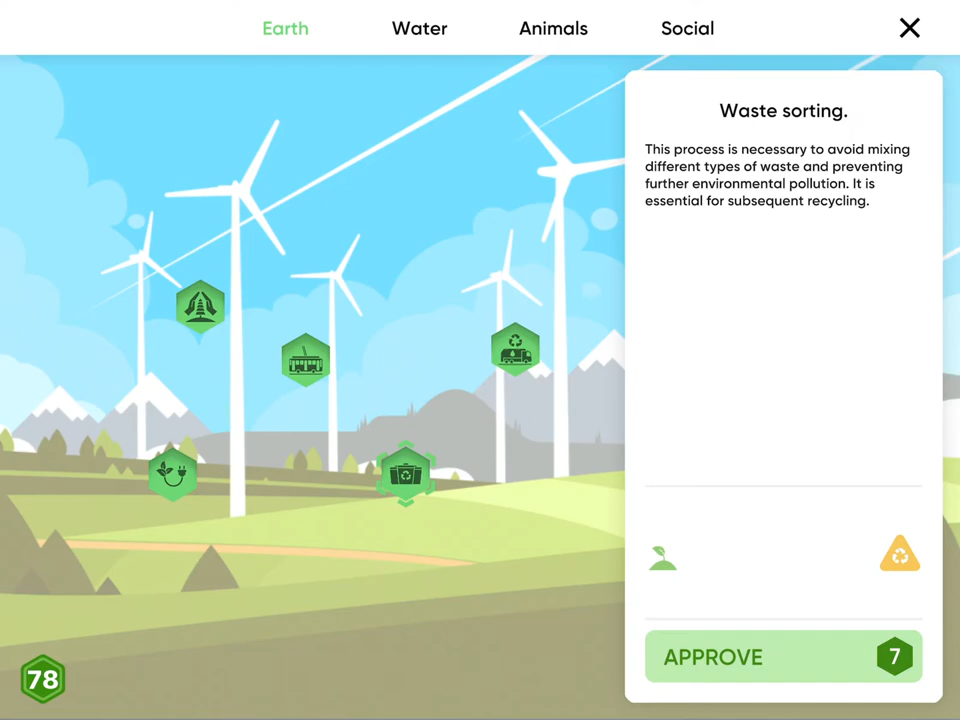 Earth Water Animals Social
Waste sorting.
This process is necessary to avoid mixing
different types of waste and preventing
further environmental pollution. It is
essential for subsequent recycling.
APPROVE 7
78